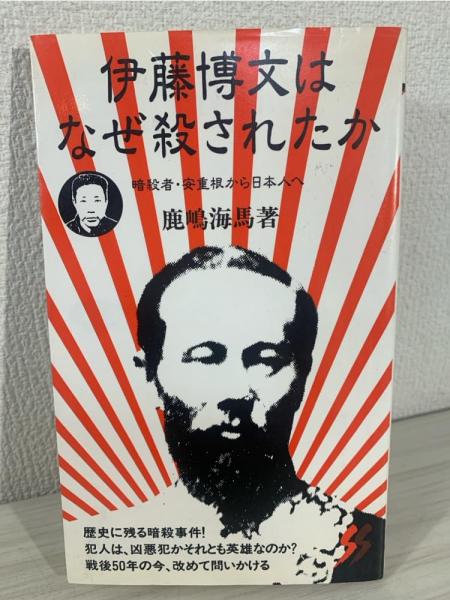 伊藤博文は
なぜ殺されたか
暗殺者・安重根から日本人へ
鹿嶋海馬著
歴史に残る暗殺事件!
犯人は、凶悪犯かそれとも英雄なのか?
戦後50年の今、改めて問いかける
SS